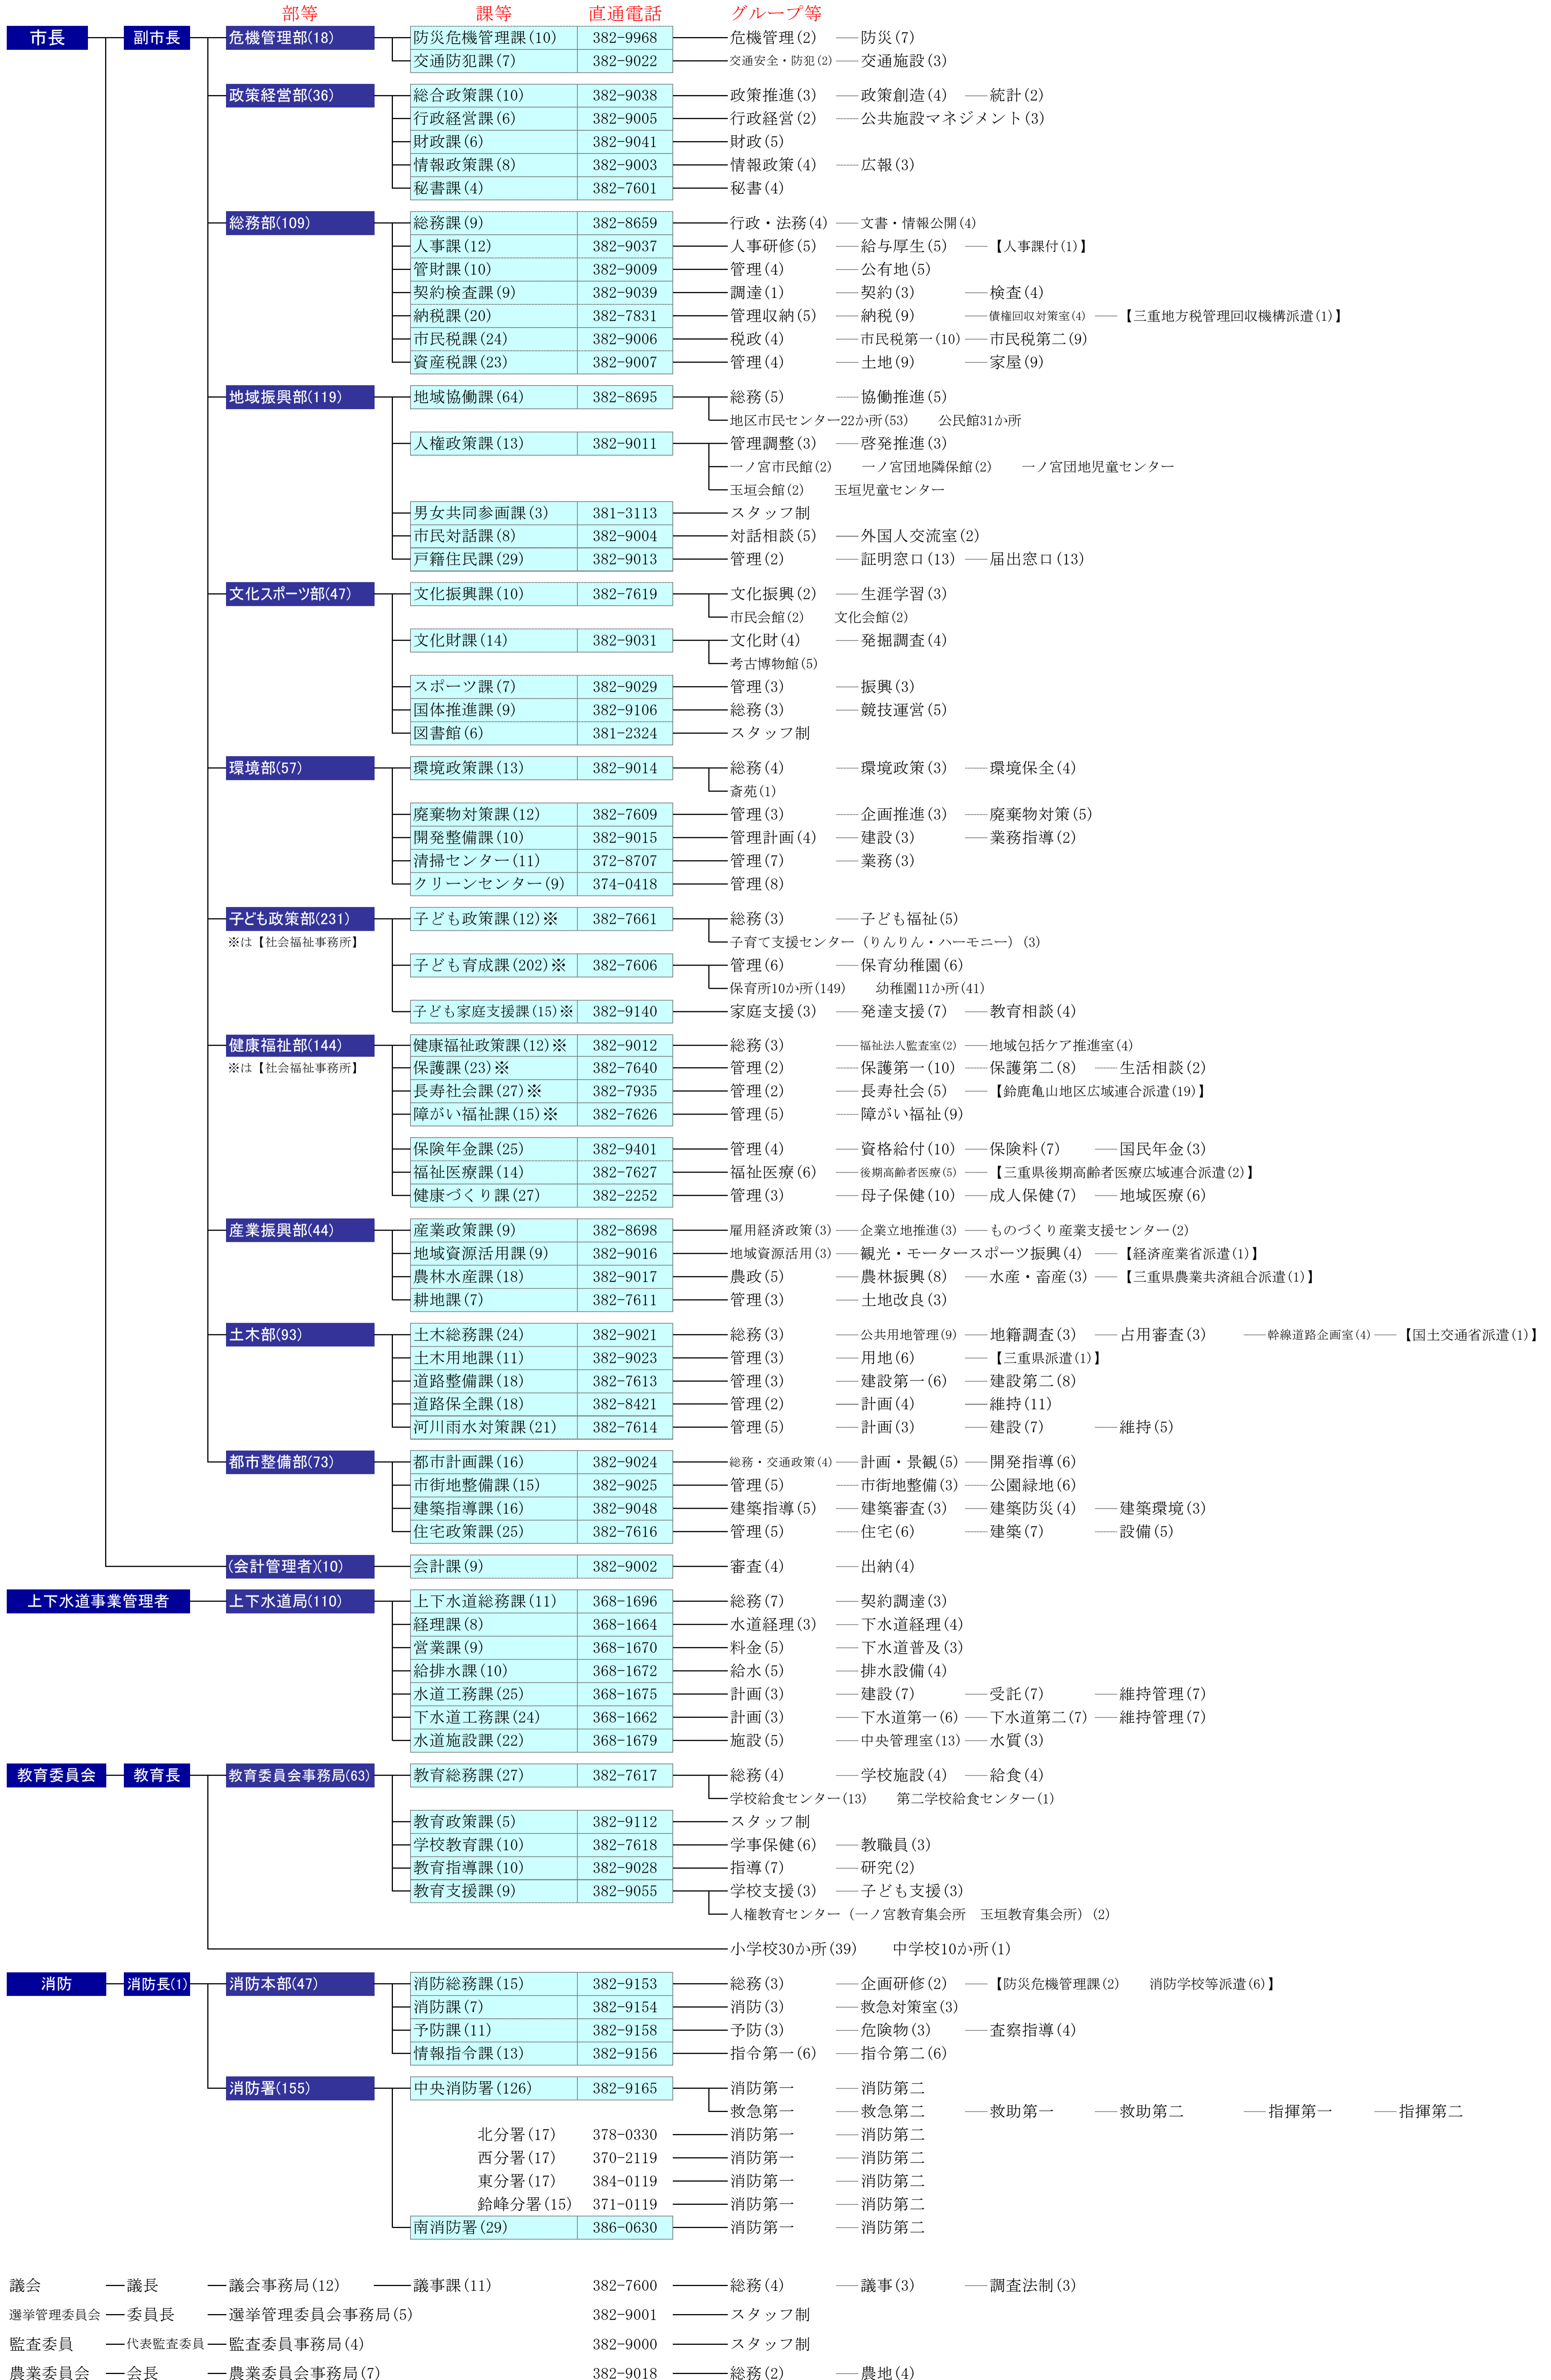 部等 課等 直通電話 グループ等
市長 副市長 危機管理部(18) 防災危機管理課(10) 382-9968 危機管理(2) 防災(7)
交通防犯課(7) 382-9022 交通安全・防犯(2) 交通施設(3)
政策経営部(36) 総合政策課(10) 382-9038 政策推進(3) 政策創造(4) 統計(2)
行政経営課(6) 382-9005 行政経営(2) 公共施設マネジメント(3)
財政課(6) 382-9041 財政(5)
情報政策課(8) 382-9003 情報政策(4) 広報(3)
秘書課(4) 382-7601 秘書(4)
総務部(109) 総務課(9) 382-8659 行政・法務(4) 文書・情報公開(4)
人事課(12) 382-9037 人事研修(5) 給与厚生(5) 【人事課付(1)】
管財課(10) 382-9009 管理(4) 公有地(5)
契約検査課(9) 382-9039 調達(1) 契約(3) 検査(4)
納税課(20) 382-7831 管理収納(5) 納税(9) 債権回収対策室(4) 【三重地方税管理回収機構派遣(1)】
市民税課(24) 382-9006 税政(4) 市民税第一(10) 市民税第二(9)
資産税課(23) 382-9007 管理(4) 土地(9) 家屋(9)
地域振興部(119) 地域協働課(64) 382-8695 総務(5) 協働推進(5)
地区市民センター22か所(53) 公民館31か所
人権政策課(13) 382-9011 管理調整(3) 啓発推進(3)
一ノ宮市民館(2) 一ノ宮団地隣保館(2) 一ノ宮団地児童センター
玉垣会館(2) 玉垣児童センター
男女共同参画課(3) 381-3113 スタッフ制
市民対話課(8) 382-9004 対話相談(5) 外国人交流室(2)
戸籍住民課(29) 382-9013 管理(2) 証明窓口(13) 届出窓口(13)
文化スポーツ部(47) 文化振興課(10) 382-7619 文化振興(2) 生涯学習(3)
市民会館(2) 文化会館(2)
文化財課(14) 382-9031 文化財(4) 発掘調査(4)
考古博物館(5)
スポーツ課(7) 382-9029 管理(3) 振興(3)
国体推進課(9) 382-9106 総務(3) 競技運営(5)
図書館(6) 381-2324 スタッフ制
環境部(57) 環境政策課(13) 382-9014 総務(4) 環境政策(3) 環境保全(4)
斎苑(1)
廃棄物対策課(12) 382-7609 管理(3) 企画推進(3) 廃棄物対策(5)
開発整備課(10) 382-9015 管理計画(4) 建設(3) 業務指導(2)
清掃センター(11) 372-8707 管理(7) 業務(3)
クリーンセンター(9) 374-0418 管理(8)
子ども政策部(231) 子ども政策課(12)※ 382-7661 総務(3) 子ども福祉(5)
※は【社会福祉事務所】 子育て支援センター（りんりん・ハーモニー）(3)
子ども育成課(202)※ 382-7606 管理(6) 保育幼稚園(6)
保育所10か所(149) 幼稚園11か所(41)
子ども家庭支援課(15)※ 382-9140 家庭支援(3) 発達支援(7) 教育相談(4)
健康福祉部(144) 健康福祉政策課(12)※ 382-9012 総務(3) 福祉法人監査室(2) 地域包括ケア推進室(4)
※は【社会福祉事務所】 保護課(23)※ 382-7640 管理(2) 保護第一(10) 保護第二(8) 生活相談(2)
長寿社会課(27)※ 382-7935 管理(2) 長寿社会(5) 【鈴鹿亀山地区広域連合派遣(19)】
障がい福祉課(15)※ 382-7626 管理(5) 障がい福祉(9)
保険年金課(25) 382-9401 管理(4) 資格給付(10) 保険料(7) 国民年金(3)
福祉医療課(14) 382-7627 福祉医療(6) 後期高齢者医療(5) 【三重県後期高齢者医療広域連合派遣(2)】
健康づくり課(27) 382-2252 管理(3) 母子保健(10) 成人保健(7) 地域医療(6)
産業振興部(44) 産業政策課(9) 382-8698 雇用経済政策(3) 企業立地推進(3) ものづくり産業支援センター(2)
地域資源活用課(9) 382-9016 地域資源活用(3) 観光・モータースポーツ振興(4) 【経済産業省派遣(1)】
農林水産課(18) 382-9017 農政(5) 農林振興(8) 水産・畜産(3) 【三重県農業共済組合派遣(1)】
耕地課(7) 382-7611 管理(3) 土地改良(3)
土木部(93) 土木総務課(24) 382-9021 総務(3) 公共用地管理(9) 地籍調査(3) 占用審査(3) 幹線道路企画室(4) 【国土交通省派遣(1)】
土木用地課(11) 382-9023 管理(3) 用地(6) 【三重県派遣(1)】
道路整備課(18) 382-7613 管理(3) 建設第一(6) 建設第二(8)
道路保全課(18) 382-8421 管理(2) 計画(4) 維持(11)
河川雨水対策課(21) 382-7614 管理(5) 計画(3) 建設(7) 維持(5)
都市整備部(73) 都市計画課(16) 382-9024 総務・交通政策(4) 計画・景観(5) 開発指導(6)
市街地整備課(15) 382-9025 管理(5) 市街地整備(3) 公園緑地(6)
建築指導課(16) 382-9048 建築指導(5) 建築審査(3) 建築防災(4) 建築環境(3)
住宅政策課(25) 382-7616 管理(5) 住宅(6) 建築(7) 設備(5)
(会計管理者)(10) 会計課(9) 382-9002 審査(4) 出納(4)
上下水道事業管理者 上下水道局(110) 上下水道総務課(11) 368-1696 総務(7) 契約調達(3)
経理課(8) 368-1664 水道経理(3) 下水道経理(4)
営業課(9) 368-1670 料金(5) 下水道普及(3)
給排水課(10) 368-1672 給水(5) 排水設備(4)
水道工務課(25) 368-1675 計画(3) 建設(7) 受託(7) 維持管理(7)
下水道工務課(24) 368-1662 計画(3) 下水道第一(6) 下水道第二(7) 維持管理(7)
水道施設課(22) 368-1679 施設(5) 中央管理室(13) 水質(3)
教育委員会 教育長 教育委員会事務局(63) 教育総務課(27) 382-7617 総務(4) 学校施設(4) 給食(4)
学校給食センター(13) 第二学校給食センター(1)
教育政策課(5) 382-9112 スタッフ制
学校教育課(10) 382-7618 学事保健(6) 教職員(3)
教育指導課(10) 382-9028 指導(7) 研究(2)
教育支援課(9) 382-9055 学校支援(3) 子ども支援(3)
人権教育センター（一ノ宮教育集会所 玉垣教育集会所）(2)
小学校30か所(39) 中学校10か所(1)
消防 消防長(1) 消防本部(47) 消防総務課(15) 382-9153 総務(3) 企画研修(2) 【防災危機管理課(2) 消防学校等派遣(6)】
消防課(7) 382-9154 消防(3) 救急対策室(3)
予防課(11) 382-9158 予防(3) 危険物(3) 査察指導(4)
情報指令課(13) 382-9156 指令第一(6) 指令第二(6)
消防署(155) 中央消防署(126) 382-9165 消防第一 消防第二
救急第一 救急第二 救助第一 救助第二 指揮第一 指揮第二
北分署(17) 378-0330 消防第一 消防第二
西分署(17) 370-2119 消防第一 消防第二
東分署(17) 384-0119 消防第一 消防第二
鈴峰分署(15) 371-0119 消防第一 消防第二
南消防署(29) 386-0630 消防第一 消防第二
議会 議長 議会事務局(12) 議事課(11) 382-7600 総務(4) 議事(3) 調査法制(3)
選挙管理委員会 委員長 選挙管理委員会事務局(5) 382-9001 スタッフ制
監査委員 代表監査委員 監査委員事務局(4) 382-9000 スタッフ制
農業委員会 会長 農業委員会事務局(7) 382-9018 総務(2) 農地(4)